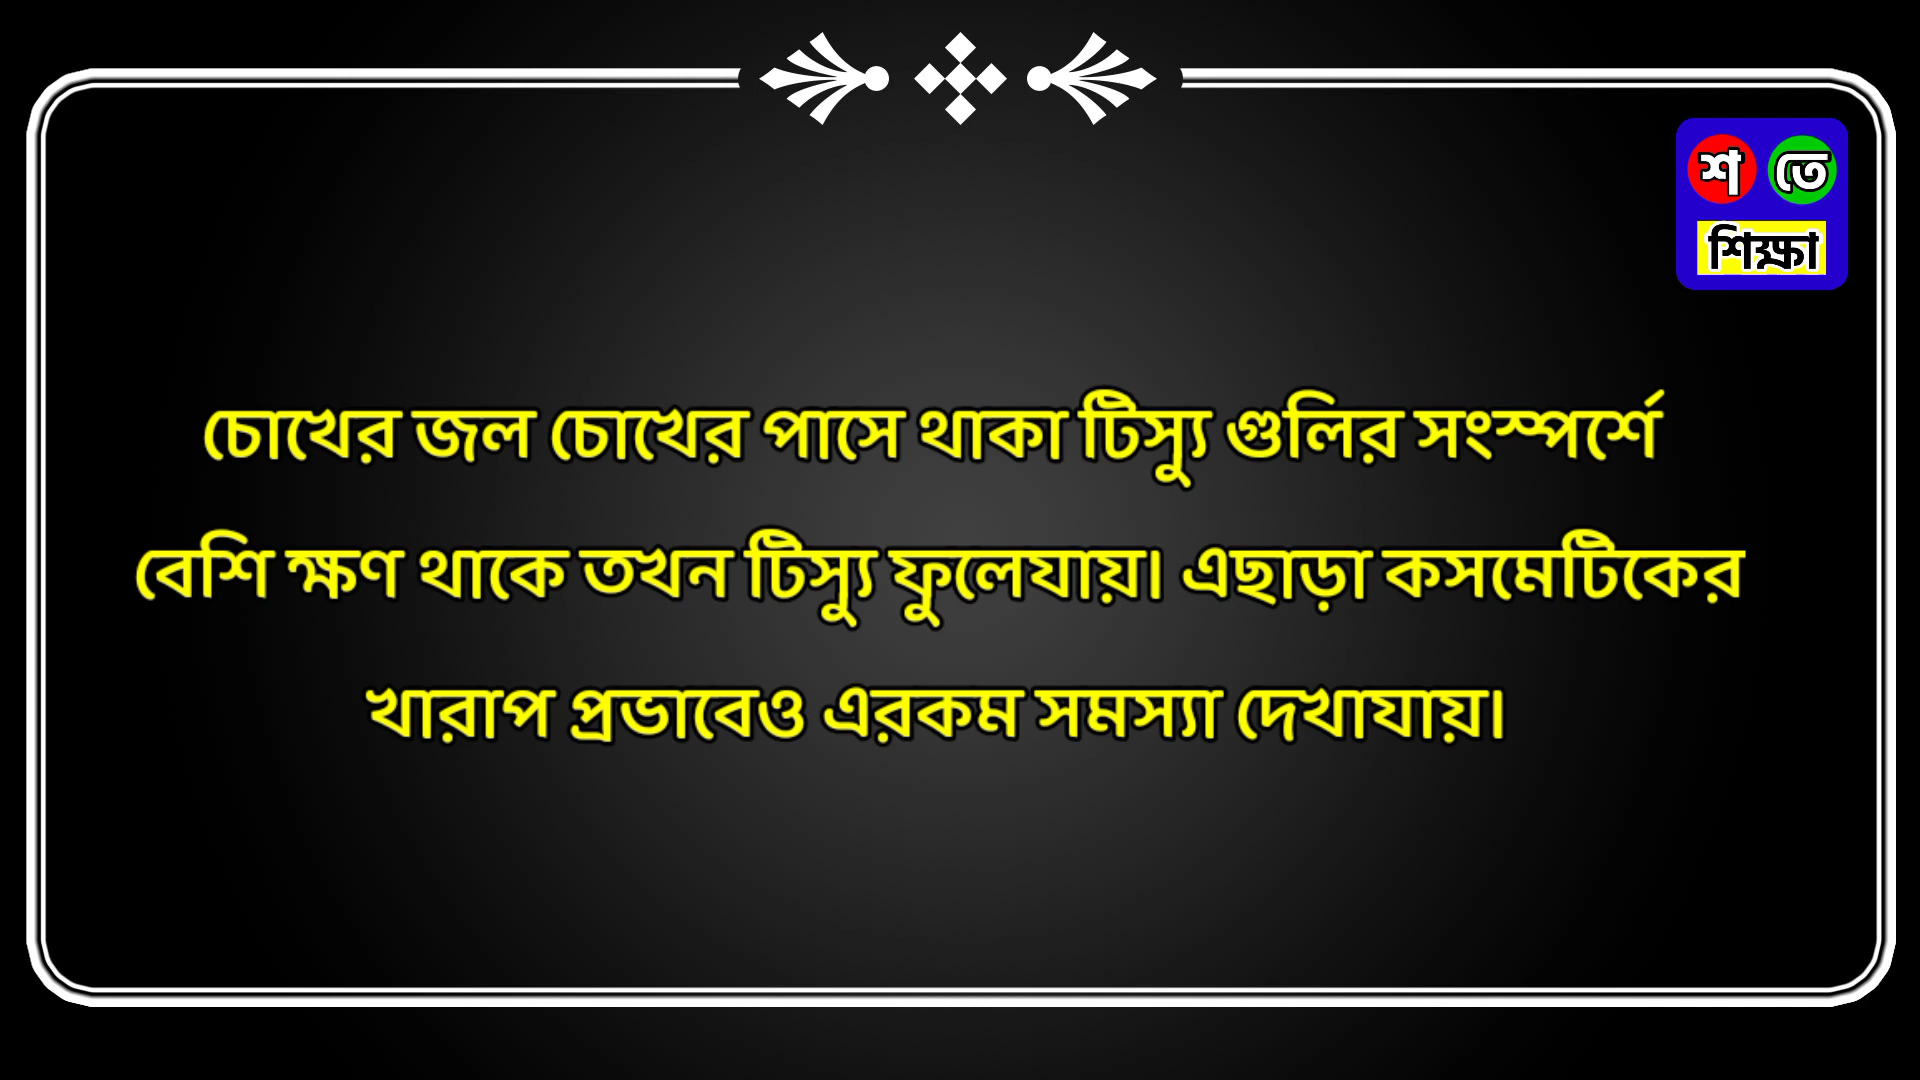 শ তে
শিক্ষা
চোখের জল চোখের পাসে থাকা টিস্যু গুলির সংস্পর্শে
বেশি ক্ষণ থাকে তখন টিস্যু ফুলেযায়। এছাড়া কসমেটিকের
খারাপ প্রভাবেও এরকম সমস্যা দেখাযায়।